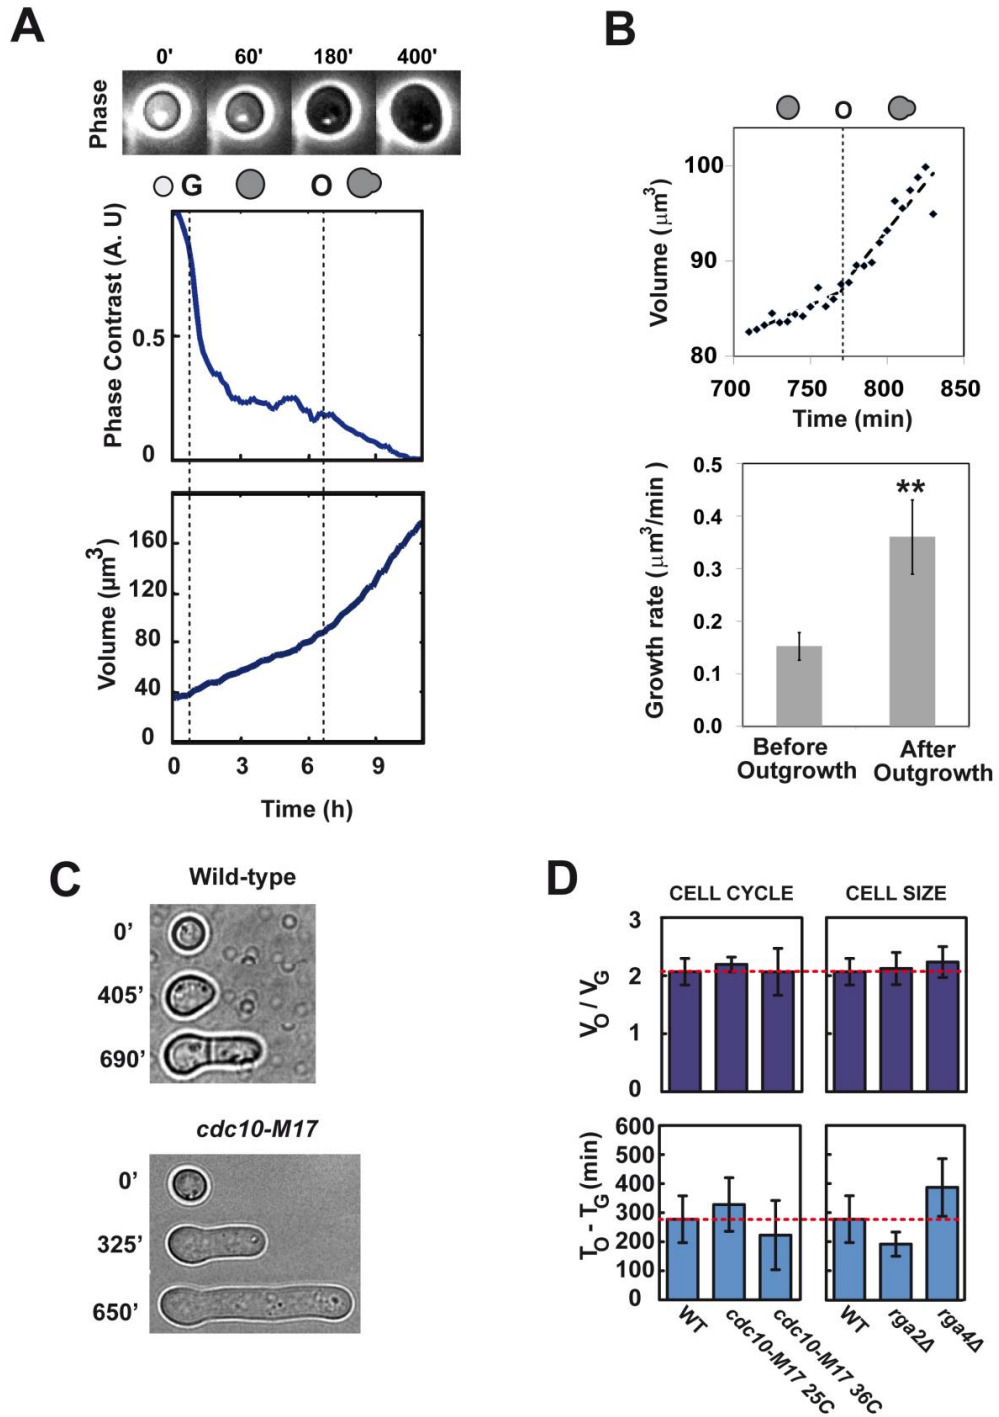 A
0' 60' 180' 400'
Phase
G O
Phase Contrast (A. U)
0.5
0
Volume (µm3)
160
120
80
40
0
0 3 6 9
Time (h)
B
O
Volume (µm3)
100
90
80
700 750 800 850
Time (min)
Growth rate (µm3/min)
0.5
0.4
0.3
0.2
0.1
0.0
**
Before Outgrowth
After Outgrowth
C
Wild-type
0’
405’
690’
cdc10-M17
0’
325’
650’
D
CELL CYCLE CELL SIZE
VO / VG
3
2
1
0
TO - TG (min)
600
500
400
300
200
100
0
WT cdc10-M17 25C cdc10-M17 36C WT rga2Δ rga4Δ